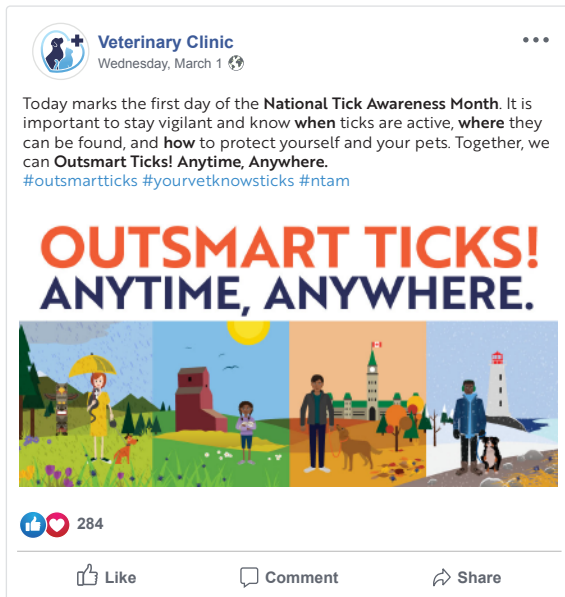 Veterinary Clinic
Wednesday, March 1
Today marks the first day of the National Tick Awareness Month. It is
important to stay vigilant and know when ticks are active, where they
can be found, and how to protect yourself and your pets. Together, we
can Outsmart Ticks! Anytime, Anywhere.
#outsmartticks #yourvetknowsticks #ntam
OUTSMART TICKS!
ANYTIME, ANYWHERE.
284
Like Comment Share